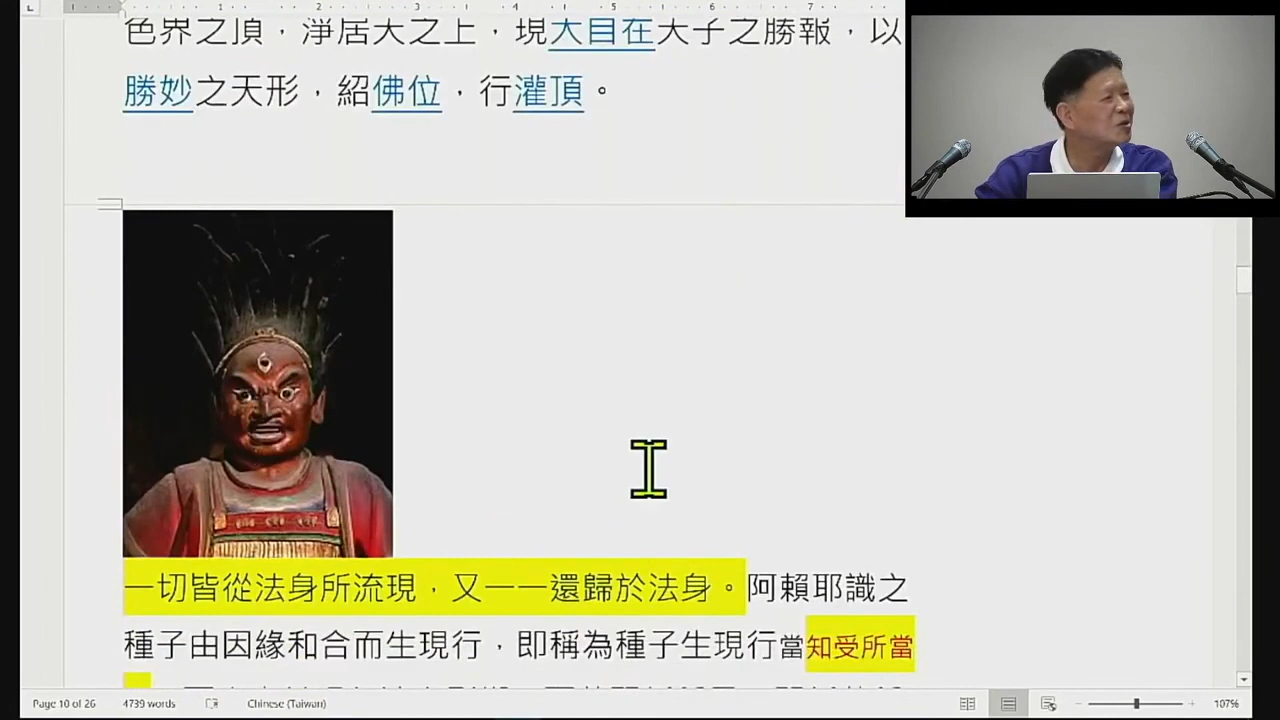 色界之頂，淨居天之上，現大自在天子之勝報，以
勝妙之天形，紹佛位，行灌頂。
一切皆從法身所流現，又一一還歸於法身。阿賴耶識之
種子由因緣和合而生現行，即稱為種子生現行當知受所當
Page 10 of 26 4739 words Chinese (Taiwan) 107%